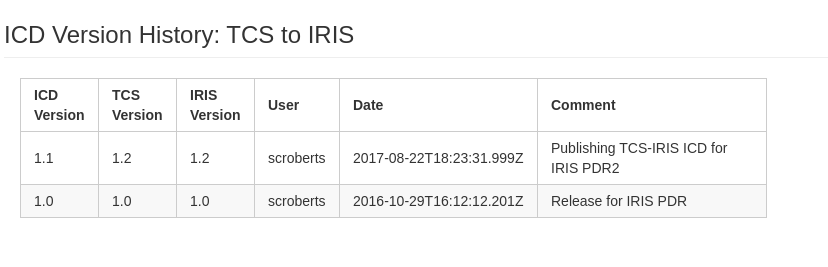 ICD Version History: TCS to IRIS
ICD Version TCS Version IRIS Version User Date Comment
1.1 1.2 1.2 scroberts 2017-08-22T18:23:31.999Z Publishing TCS-IRIS ICD for IRIS PDR2
1.0 1.0 1.0 scroberts 2016-10-29T16:12:12.201Z Release for IRIS PDR